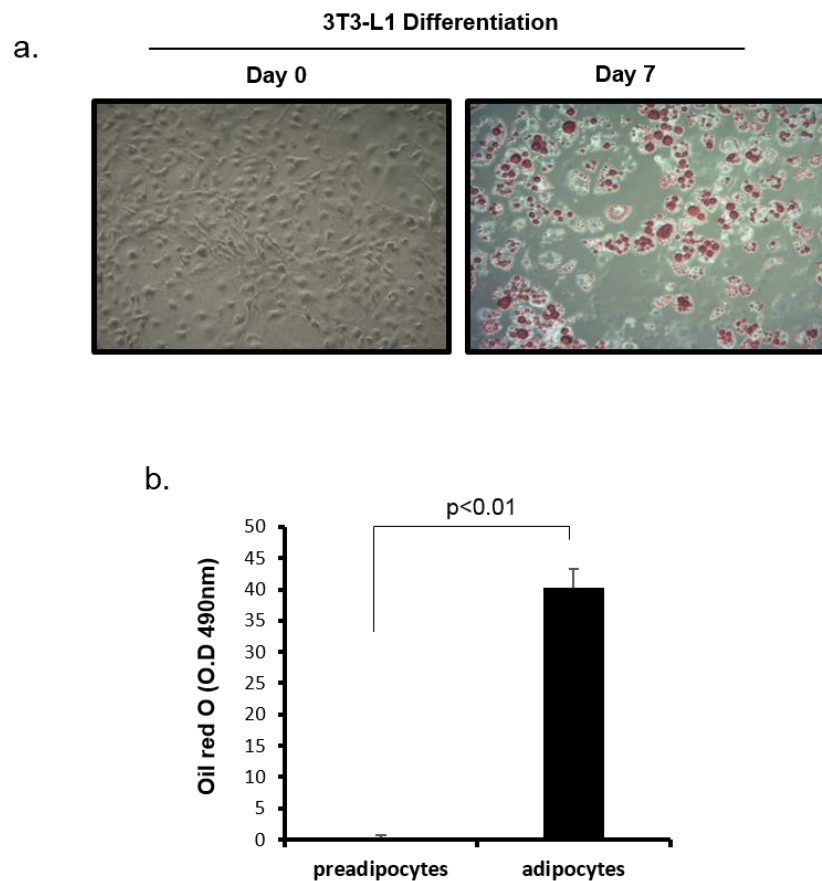 3T3-L1 Differentiation
a.
Day 0
Day 7
b.
p<0.01
Oil red O (O.D 490nm)
50
45
40
35
30
25
20
15
10
5
0
preadipocytes
adipocytes